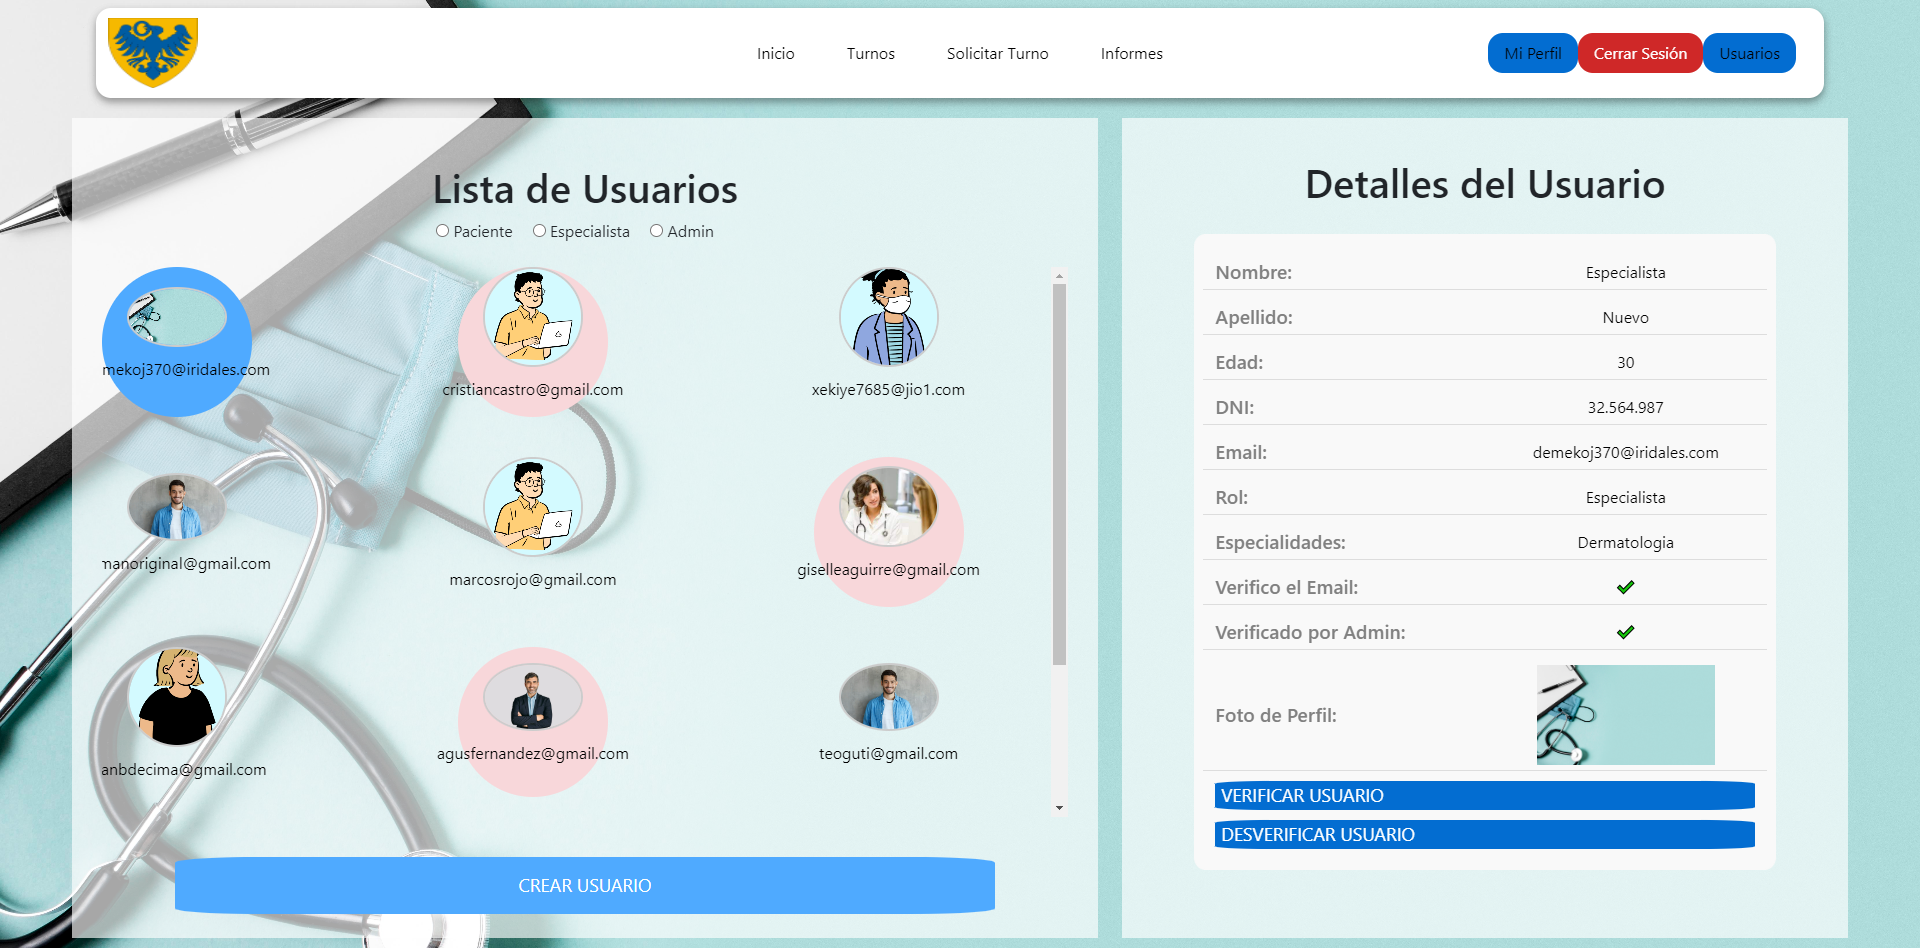 Inicio Turnos Solicitar Turno Informes Mi Perfil Cerrar Sesión Usuarios
Lista de Usuarios
Paciente Especialista Admin
mekoj370@iridales.com cristiancastro@gmail.com xekiye7685@jio1.com
manoriginal@gmail.com marcosrojo@gmail.com giselleaguirre@gmail.com
anbdecima@gmail.com agusfernandez@gmail.com teoguti@gmail.com
CREAR USUARIO
Detalles del Usuario
Nombre: Especialista
Apellido: Nuevo
Edad: 30
DNI: 32.564.987
Email: demekoj370@iridales.com
Rol: Especialista
Especialidades: Dermatologia
Verifico el Email:
Verificado por Admin:
Foto de Perfil:
VERIFICAR USUARIO
DESVERIFICAR USUARIO